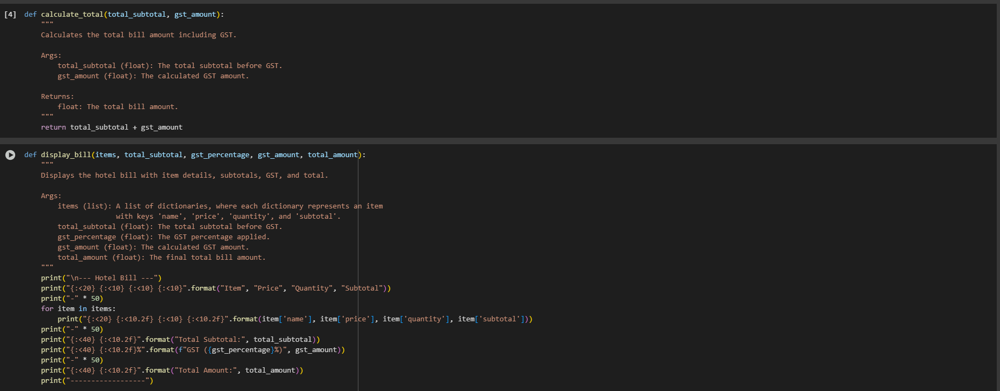 [4] def calculate_total(total_subtotal, gst_amount):
    """
    Calculates the total bill amount including GST.

    Args:
        total_subtotal (float): The total subtotal before GST.
        gst_amount (float): The calculated GST amount.

    Returns:
        float: The total bill amount.
    """
    return total_subtotal + gst_amount

def display_bill(items, total_subtotal, gst_percentage, gst_amount, total_amount):
    """
    Displays the hotel bill with item details, subtotals, GST, and total.

    Args:
        items (list): A list of dictionaries, where each dictionary represents an item
                      with keys 'name', 'price', 'quantity', and 'subtotal'.
        total_subtotal (float): The total subtotal before GST.
        gst_percentage (float): The GST percentage applied.
        gst_amount (float): The calculated GST amount.
        total_amount (float): The final total bill amount.
    """
    print("\n--- Hotel Bill ---")
    print("{:<20} {:<10} {:<10} {:<10}".format("Item", "Price", "Quantity", "Subtotal"))
    print("-" * 50)
    for item in items:
        print("{:<20} {:<10.2f} {:<10} {:<10.2f}".format(item['name'], item['price'], item['quantity'], item['subtotal']))
    print("-" * 50)
    print("{:<40} {:<10.2f}".format("Total Subtotal:", total_subtotal))
    print("{:<40} {:<10.2f}%".format(f"GST ({gst_percentage}%)", gst_amount))
    print("-" * 50)
    print("{:<40} {:<10.2f}".format("Total Amount:", total_amount))
    print("------------------")